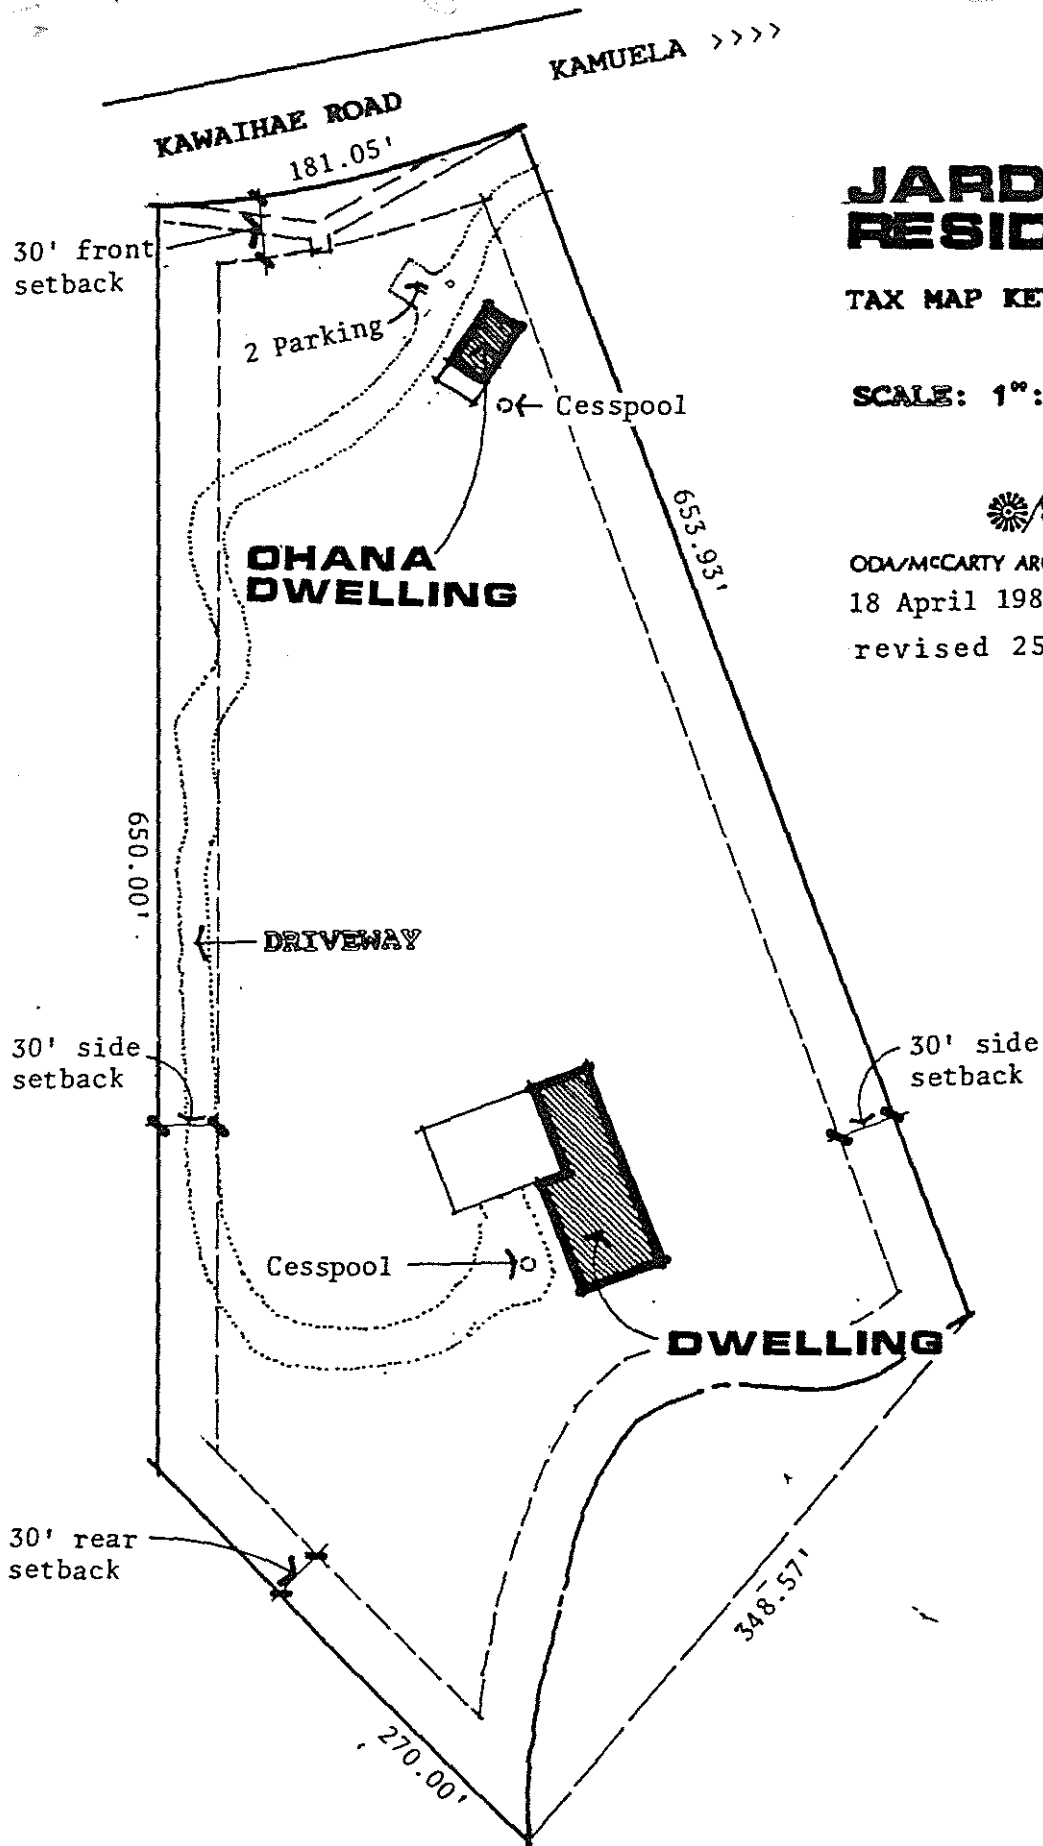 KAMUELA >>>>
KAWAIHAE ROAD
181.05'
30' front
setback
2 Parking
Cesspool
OHANA
DWELLING
653.93'
650.00'
DRIVEWAY
30' side
setback
30' side
setback
Cesspool
DWELLING
30' rear
setback
348.57'
270.00'
JARD
RESID
TAX MAP KE
SCALE: 1":
ODA/McCARTY AR
18 April 198
revised 25